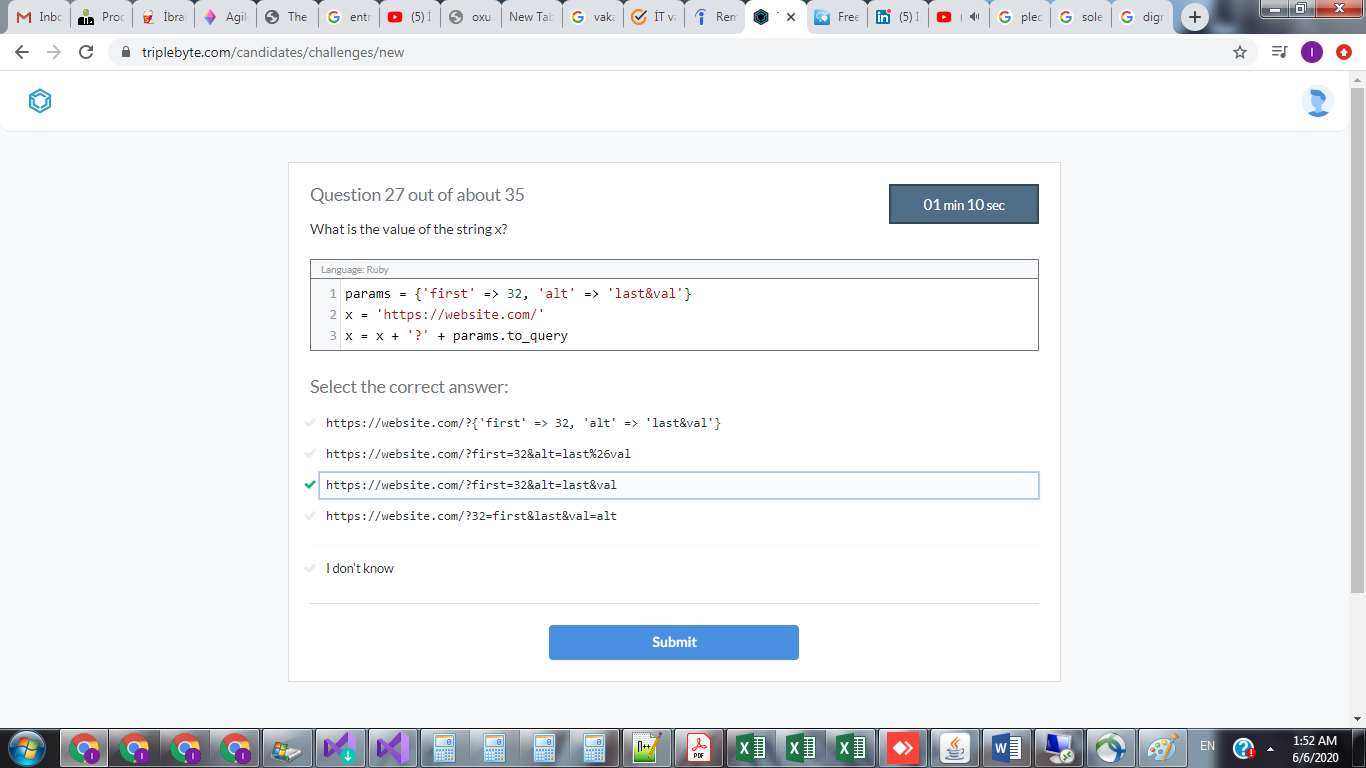 Inbo
Proc
İbra
Agil
The
entr
(5) İ
oxu.
New Tab
vaka
İT va
Rem
Free
(5) I
(
plec
sole
digr
triplebyte.com/candidates/challenges/new
I
Question 27 out of about 35
01 min 10 sec
What is the value of the string x?
Language: Ruby
1 params = {'first' => 32, 'alt' => 'last&val'}
2 x = 'https://website.com/'
3 x = x + '?' + params.to_query
Select the correct answer:
https://website.com/?{'first' => 32, 'alt' => 'last&val'}
https://website.com/?first=32&alt=last%26val
https://website.com/?first=32&alt=last&val
https://website.com/?32=first&last&val=alt
I don't know
Submit
EN
1:52 AM
6/6/2020